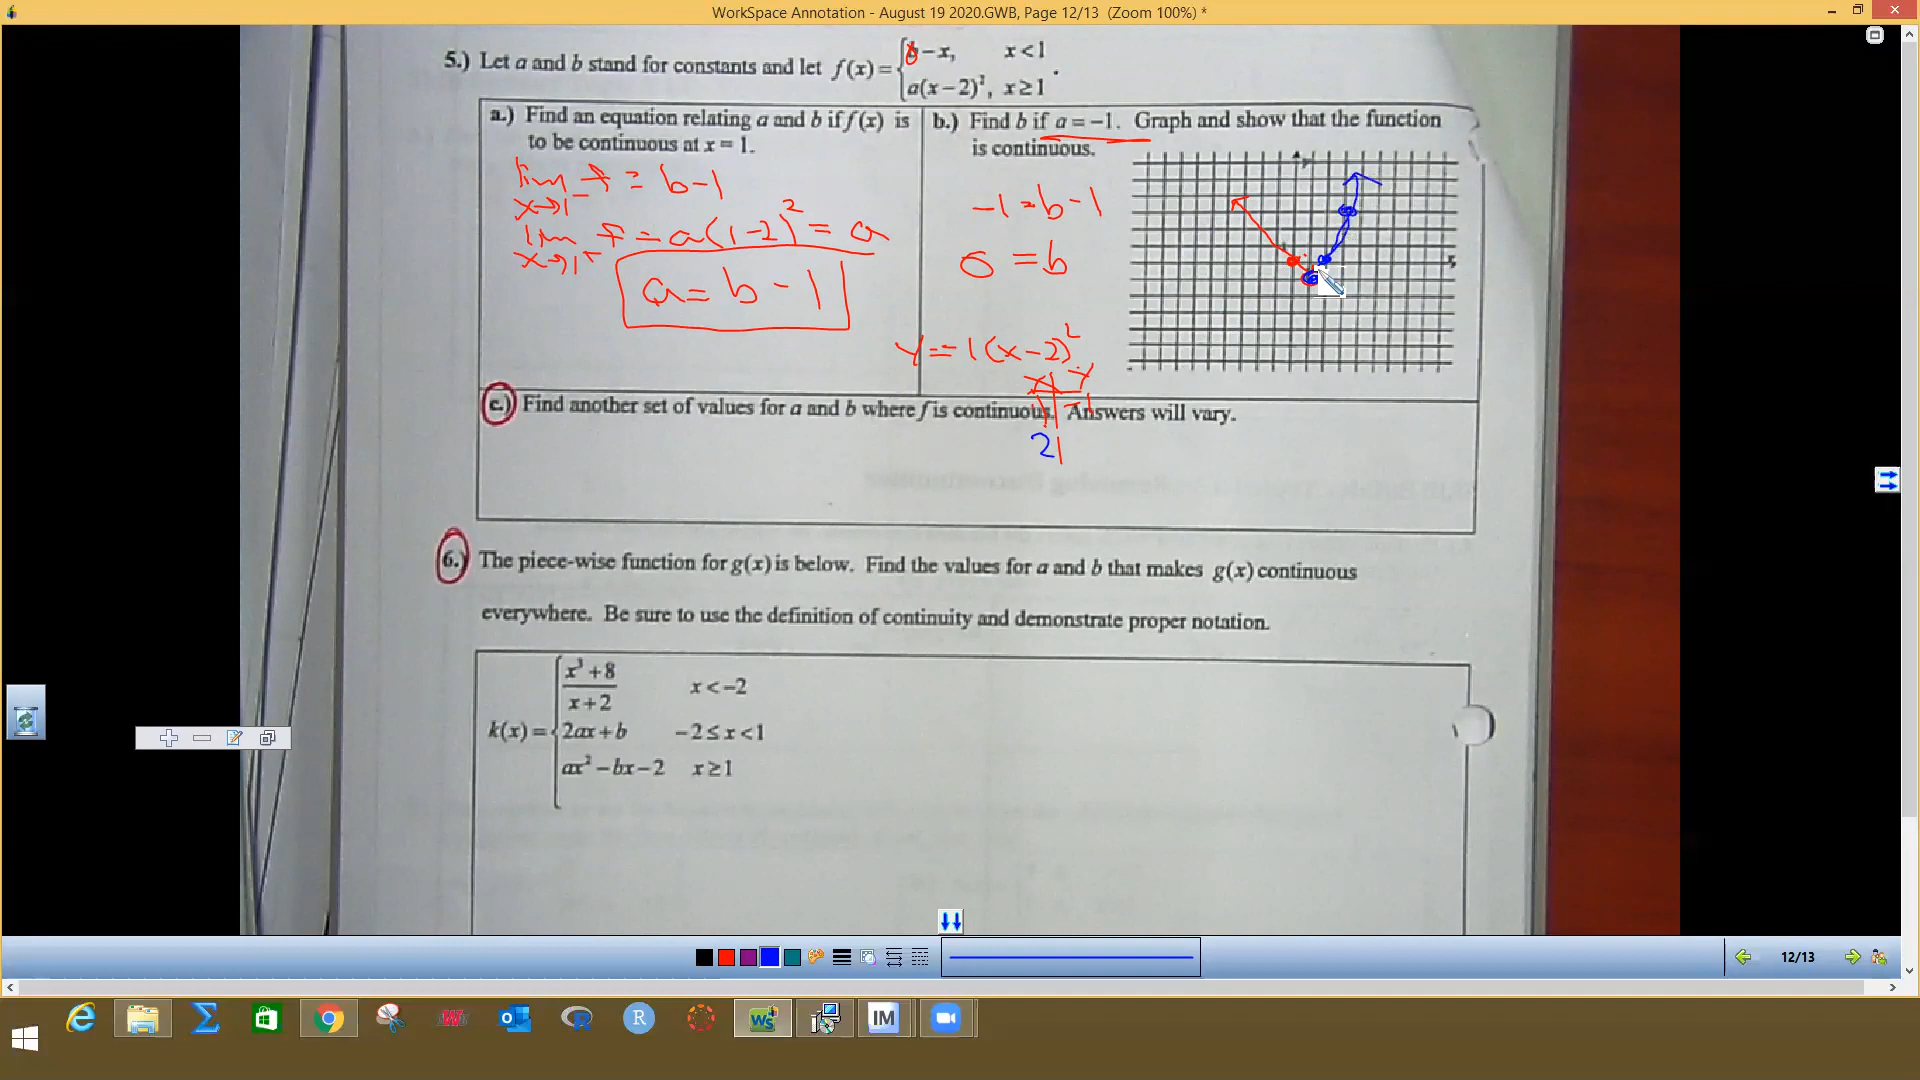 WorkSpace Annotation - August 19 2020.GWB, Page 12/13 (Zoom 100%) *
5.) Let a and b stand for constants and let f(x) = { b - x, x < 1
a(x - 2)², x ≥ 1 .
a.) Find an equation relating a and b if f(x) is
to be continuous at x = 1.
lim f = b - 1
x→1⁻
lim f = a(1-2)² = a
x→1⁺
a = b - 1
b.) Find b if a = -1. Graph and show that the function
is continuous.
-1 = b - 1
0 = b
y = -1(x-2)²
x y
1 -1
2
c.) Find another set of values for a and b where f is continuous. Answers will vary.
6.) The piece-wise function for g(x) is below. Find the values for a and b that makes g(x) continuous
everywhere. Be sure to use the definition of continuity and demonstrate proper notation.
x³ + 8
x + 2 x < -2
k(x) = { 2ax + b -2 ≤ x < 1
ax² - bx - 2 x ≥ 1
12/13
IM